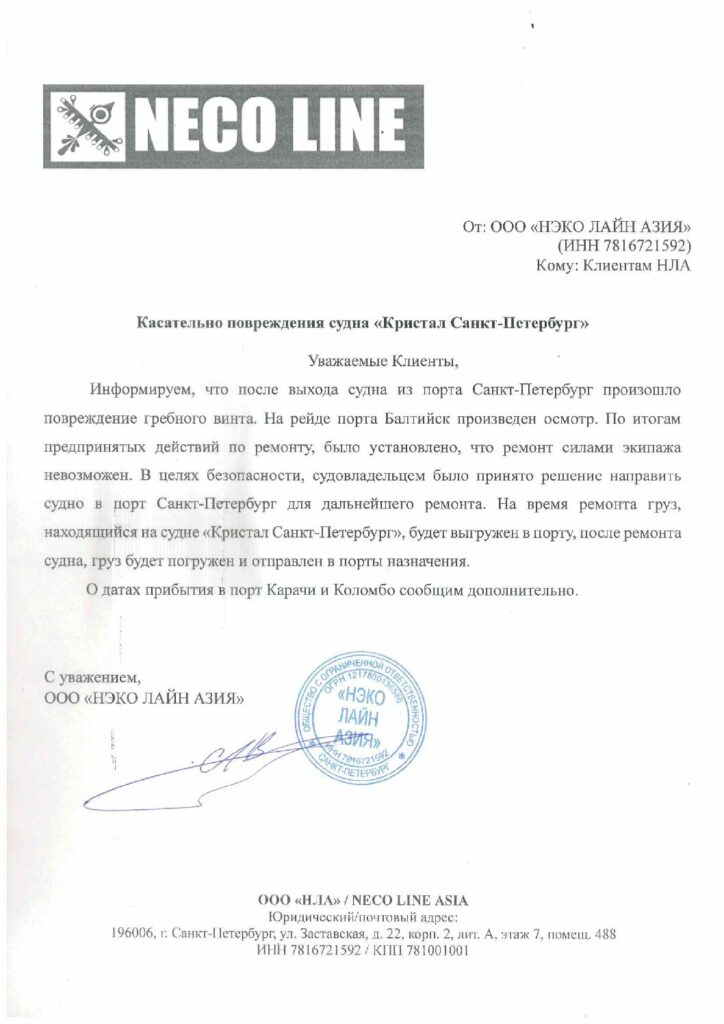 NECO LINE
От: ООО «НЭКО ЛАЙН АЗИЯ»
(ИНН 7816721592)
Кому: Клиентам НЛА
Касательно повреждения судна «Кристал Санкт-Петербург»
Уважаемые Клиенты,
Информируем, что после выхода судна из порта Санкт-Петербург произошло
повреждение гребного винта. На рейде порта Балтийск произведен осмотр. По итогам
предпринятых действий по ремонту, было установлено, что ремонт силами экипажа
невозможен. В целях безопасности, судовладельцем было принято решение направить
судно в порт Санкт-Петербург для дальнейшего ремонта. На время ремонта груз,
находящийся на судне «Кристал Санкт-Петербург», будет выгружен в порту, после ремонта
судна, груз будет погружен и отправлен в порты назначения.
О датах прибытия в порт Карачи и Коломбо сообщим дополнительно.
С уважением,
ООО «НЭКО ЛАЙН АЗИЯ»
ОБЩЕСТВО С ОГРАНИЧЕННОЙ ОТВЕТСТВЕННОСТЬЮ
«НЭКО
ЛАЙН
АЗИЯ»
ИНН 7816721592
САНКТ-ПЕТЕРБУРГ
ООО «НЛА» / NECO LINE ASIA
Юридический/почтовый адрес:
196006, г. Санкт-Петербург, ул. Заставская, д. 22, корп. 2, лит. А, этаж 7, помещ. 488
ИНН 7816721592 / КПП 781001001